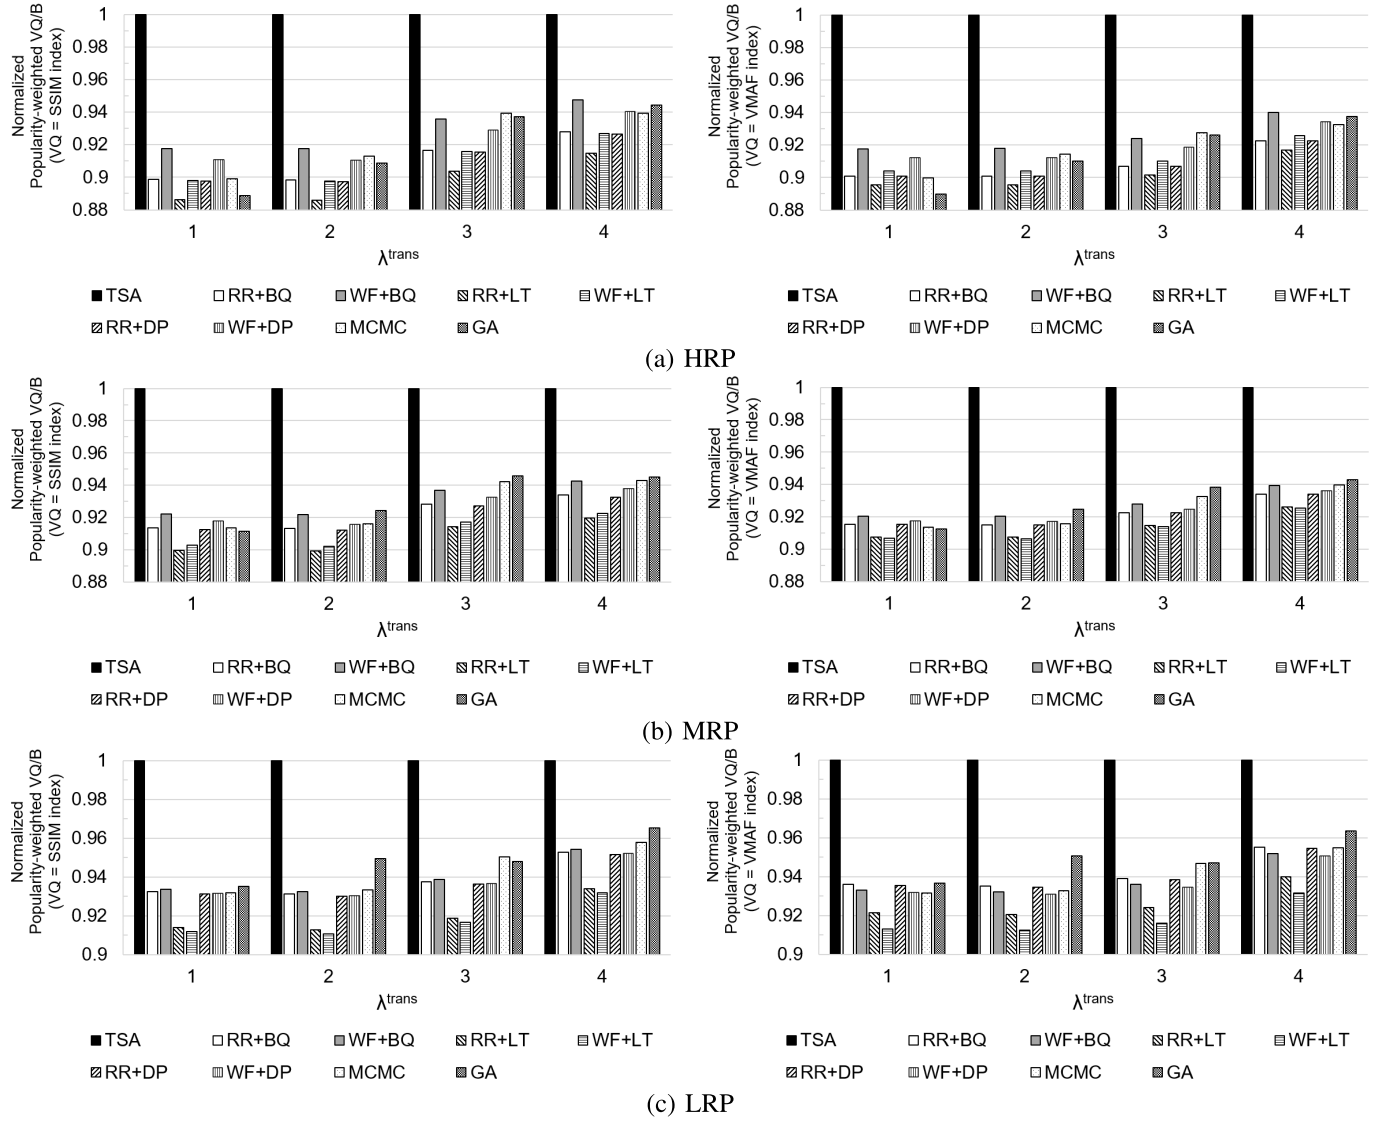 Normalized
Popularity-weighted VQ/B
(VQ = SSIM index)
1
0.98
0.96
0.94
0.92
0.9
0.88
1 2 3 4
λtrans
TSA RR+BQ WF+BQ RR+LT WF+LT
RR+DP WF+DP MCMC GA
Normalized
Popularity-weighted VQ/B
(VQ = VMAF index)
1
0.98
0.96
0.94
0.92
0.9
0.88
1 2 3 4
λtrans
TSA RR+BQ WF+BQ RR+LT WF+LT
RR+DP WF+DP MCMC GA
(a) HRP
Normalized
Popularity-weighted VQ/B
(VQ = SSIM index)
1
0.98
0.96
0.94
0.92
0.9
0.88
1 2 3 4
λtrans
TSA RR+BQ WF+BQ RR+LT WF+LT
RR+DP WF+DP MCMC GA
Normalized
Popularity-weighted VQ/B
(VQ = VMAF index)
1
0.98
0.96
0.94
0.92
0.9
0.88
1 2 3 4
λtrans
TSA RR+BQ WF+BQ RR+LT WF+LT
RR+DP WF+DP MCMC GA
(b) MRP
Normalized
Popularity-weighted VQ/B
(VQ = SSIM index)
1
0.98
0.96
0.94
0.92
0.9
1 2 3 4
λtrans
TSA RR+BQ WF+BQ RR+LT WF+LT
RR+DP WF+DP MCMC GA
Normalized
Popularity-weighted VQ/B
(VQ = VMAF index)
1
0.98
0.96
0.94
0.92
0.9
1 2 3 4
λtrans
TSA RR+BQ WF+BQ RR+LT WF+LT
RR+DP WF+DP MCMC GA
(c) LRP